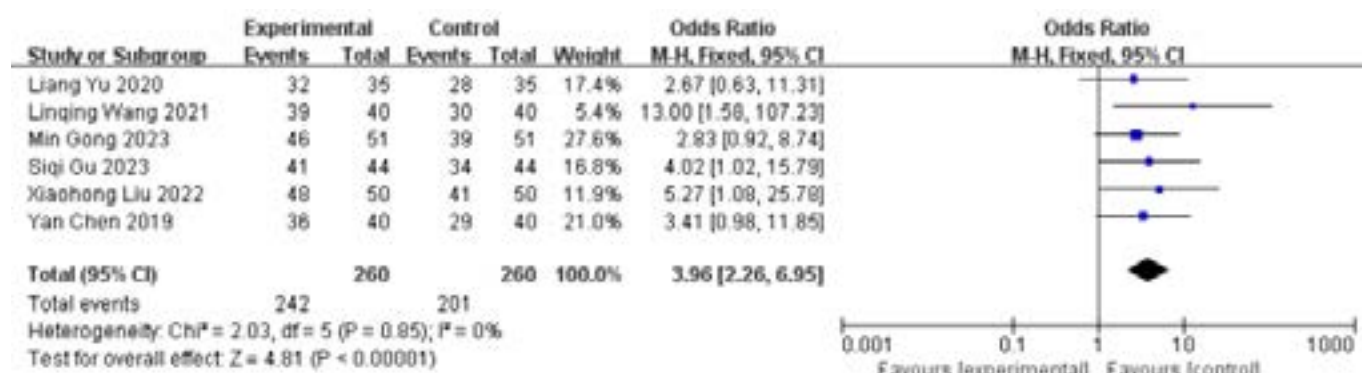 Experimental Control Odds Ratio Odds Ratio
Study or Subgroup Events Total Events Total Weight M-H, Fixed, 95% CI M-H, Fixed, 95% CI
Liang Yu 2020 32 35 28 35 17.4% 2.67 [0.63, 11.31]
Linqing Wang 2021 39 40 30 40 5.4% 13.00 [1.58, 107.23]
Min Gong 2023 46 51 39 51 27.6% 2.83 [0.92, 8.74]
Siqi Gu 2023 41 44 34 44 16.8% 4.02 [1.02, 15.79]
Xiaohong Liu 2022 48 50 41 50 11.9% 5.27 [1.08, 25.78]
Yan Chen 2019 36 40 29 40 21.0% 3.41 [0.98, 11.85]
Total (95% CI) 260 260 100.0% 3.96 [2.26, 6.95]
Total events 242 201
Heterogeneity: Chi² = 2.03, df = 5 (P = 0.85); I² = 0%
Test for overall effect: Z = 4.81 (P < 0.00001)
0.001 0.1 1 10 1000
Favours [experimental] Favours [control]